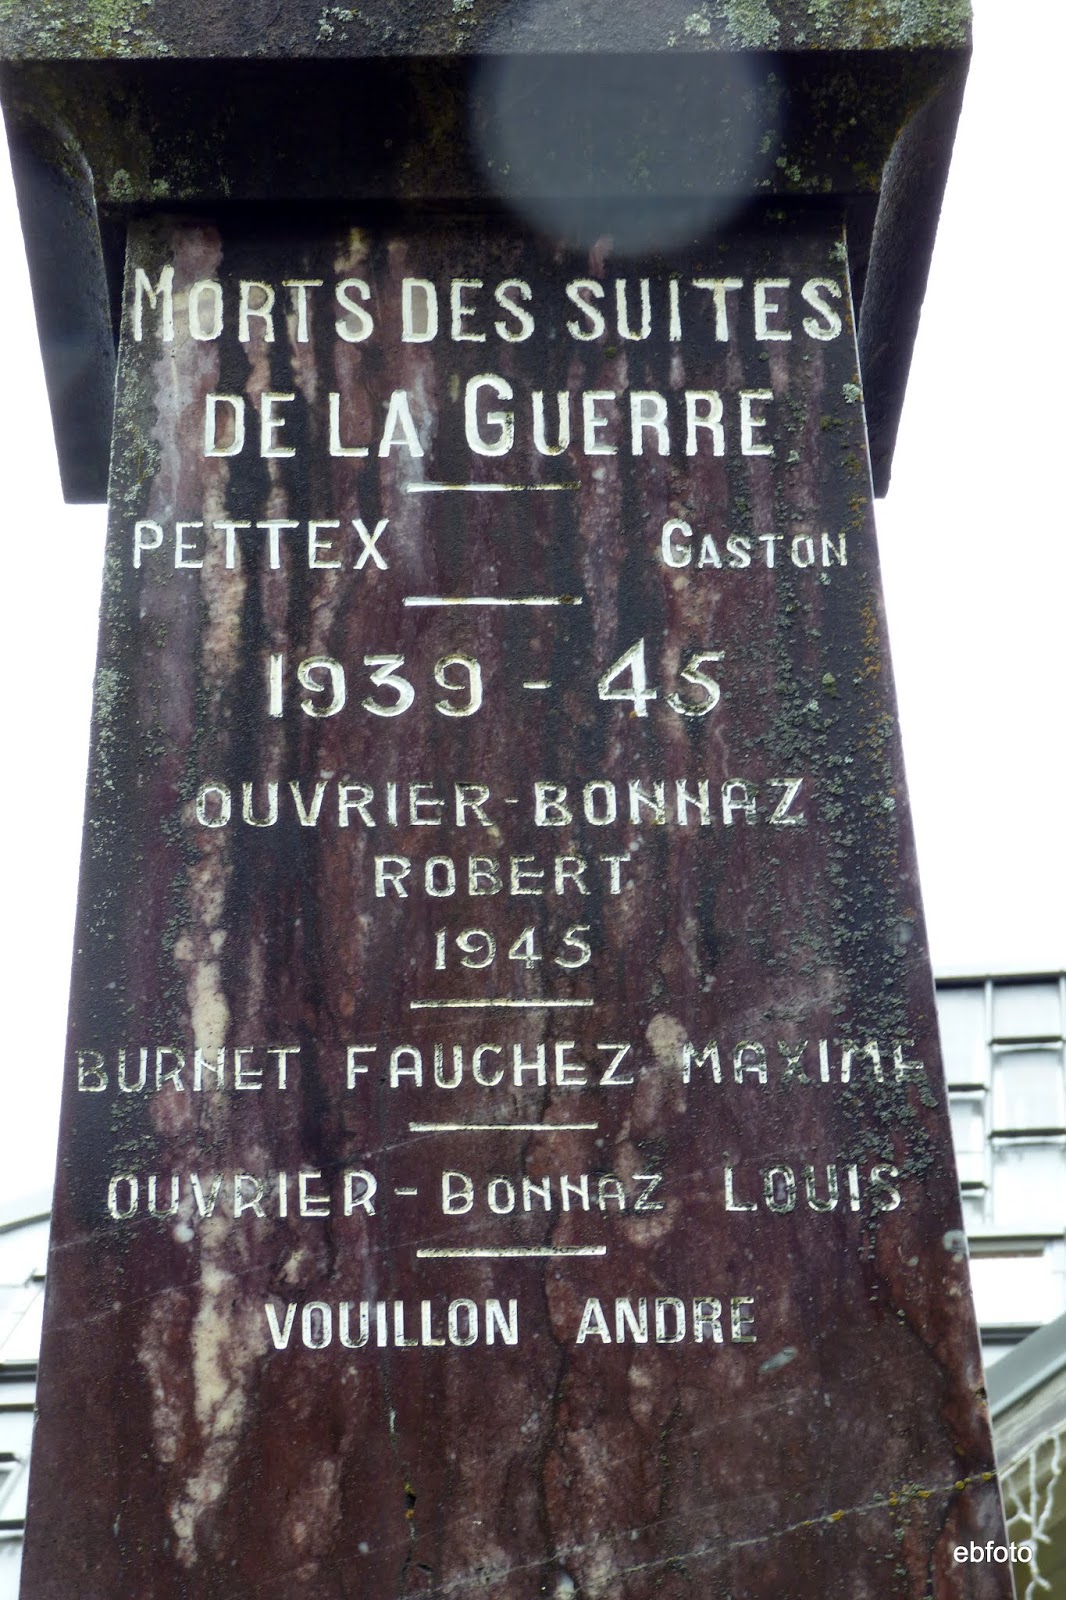 MORTS DES SUITES
DE LA GUERRE
PETTEX GASTON
1939 - 45
OUVRIER-BONNAZ
ROBERT
1945
BURNET FAUCHEZ MAXIME
OUVRIER-BONNAZ LOUIS
VOUILLON ANDRE
ebfoto